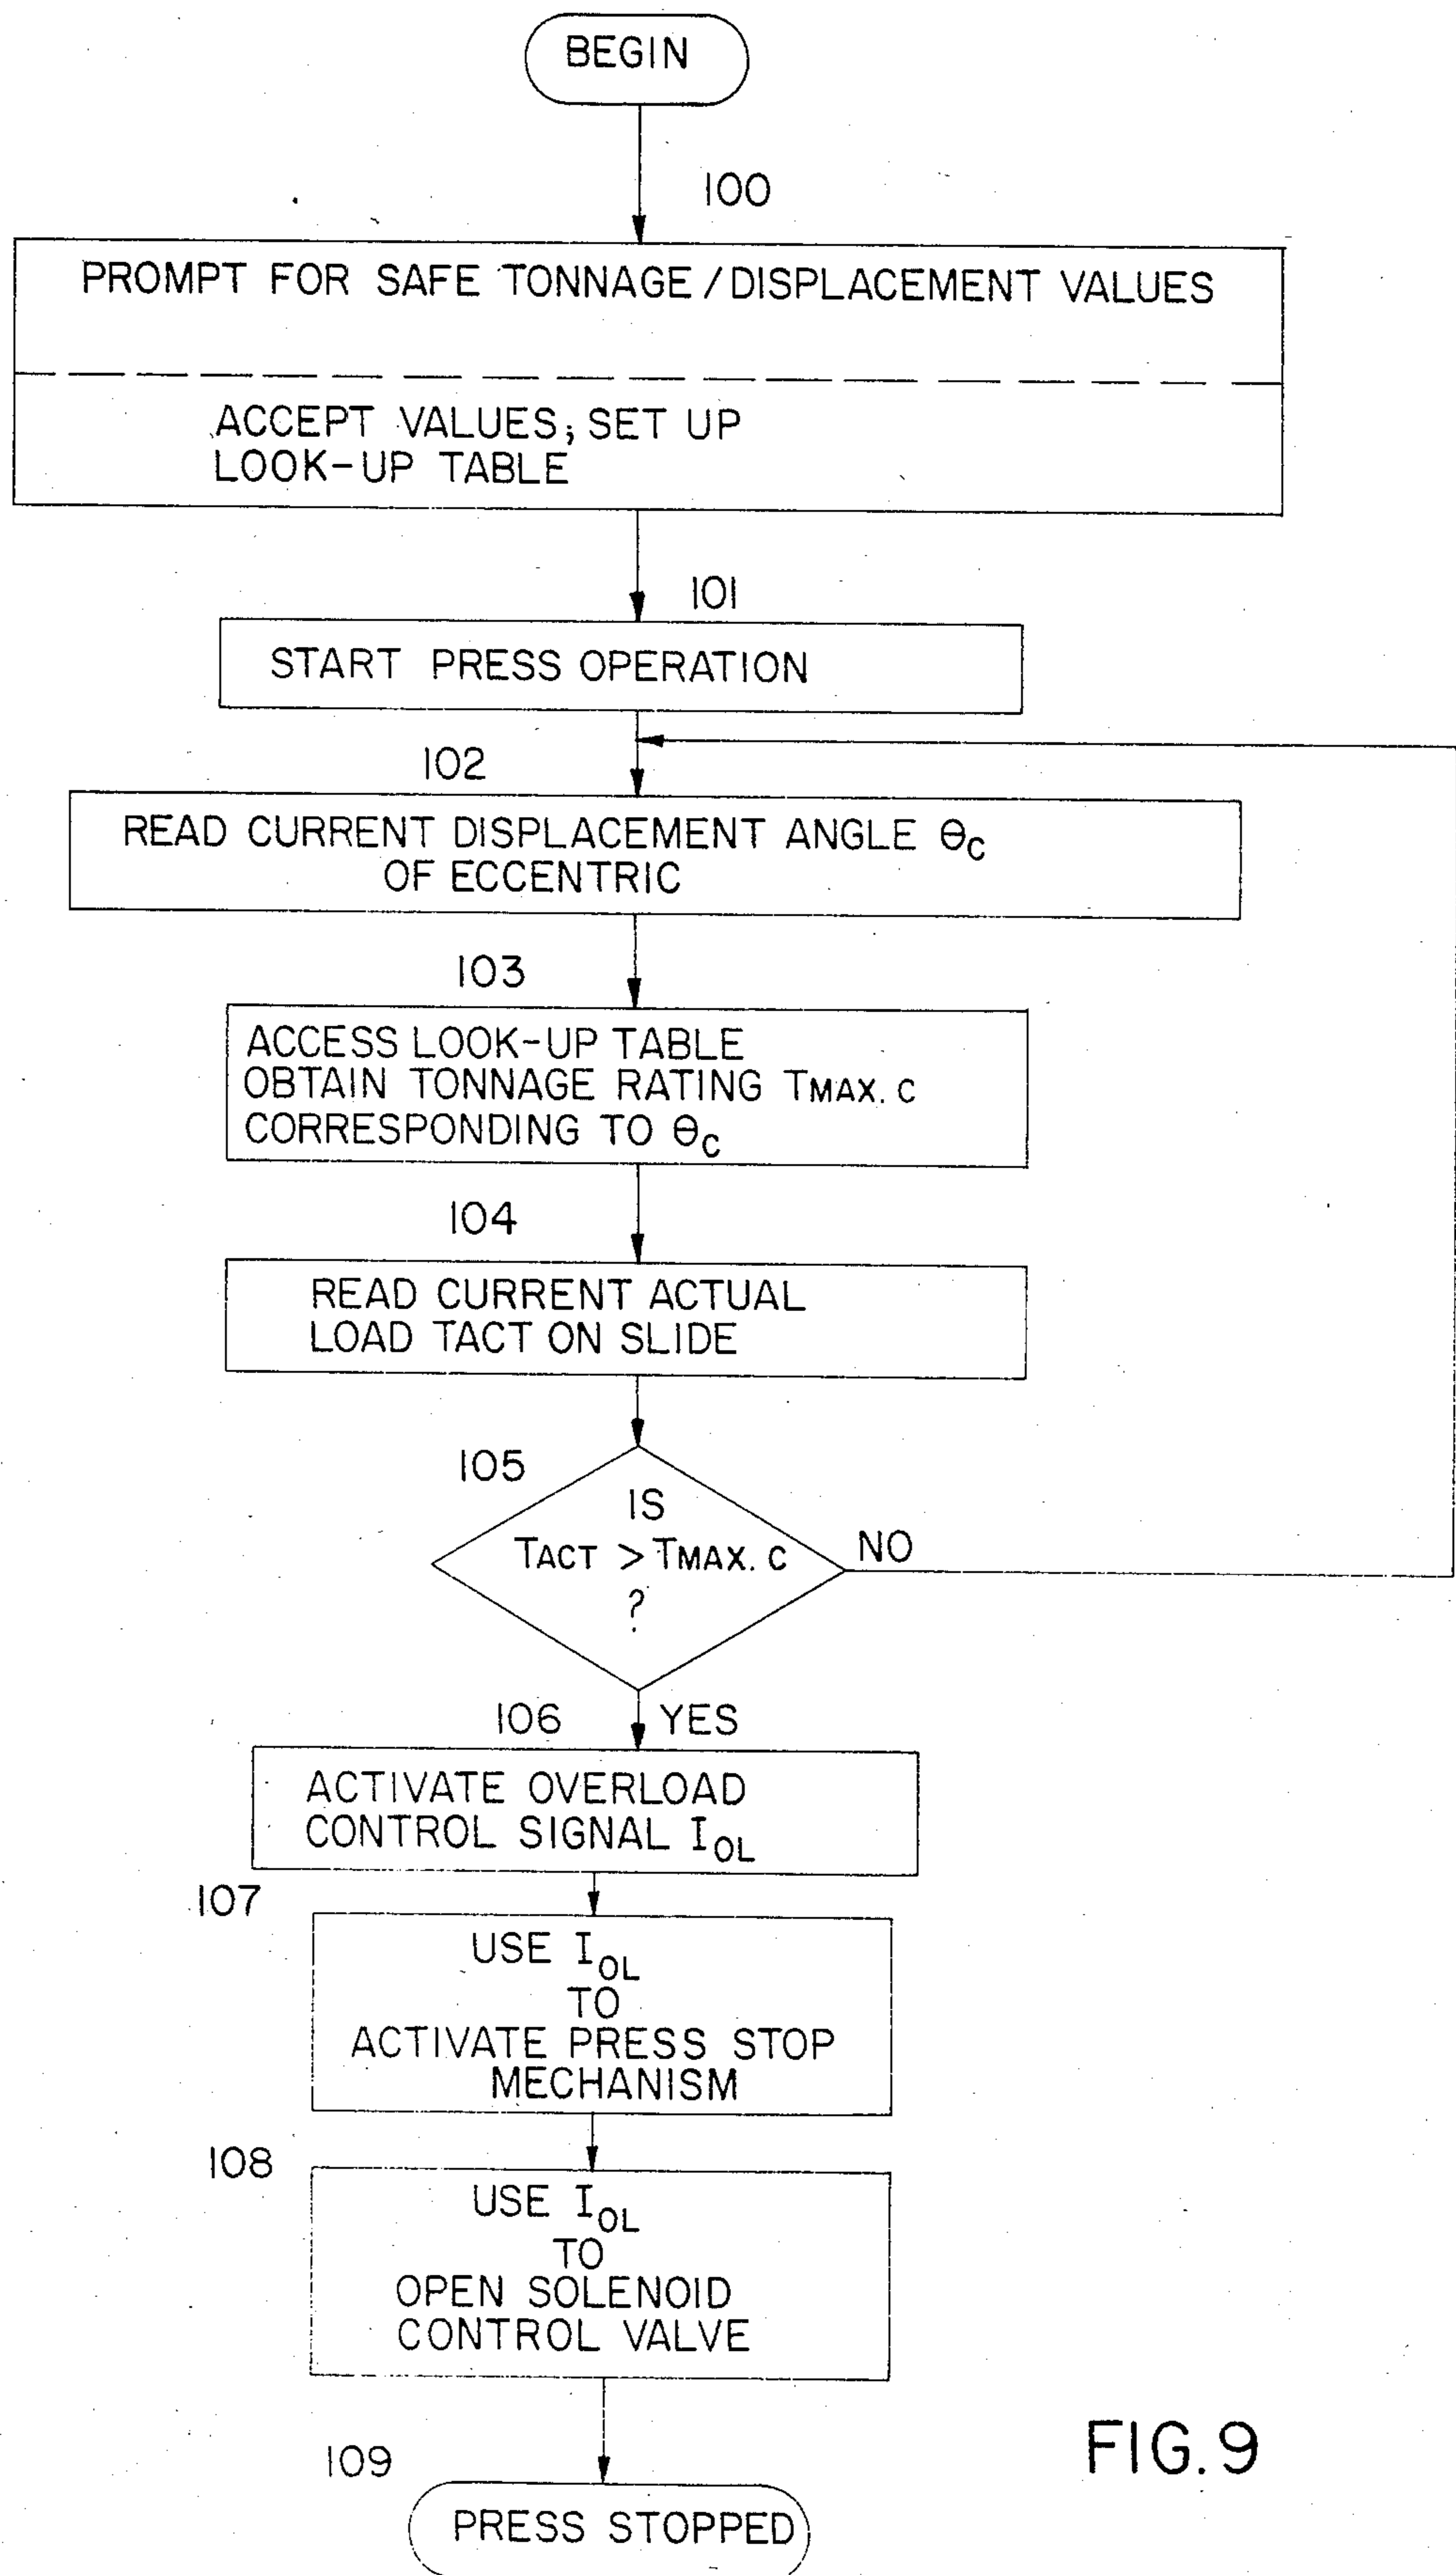 BEGIN
100
PROMPT FOR SAFE TONNAGE/DISPLACEMENT VALUES
ACCEPT VALUES; SET UP
LOOK-UP TABLE
101
START PRESS OPERATION
102
READ CURRENT DISPLACEMENT ANGLE θC
OF ECCENTRIC
103
ACCESS LOOK-UP TABLE
OBTAIN TONNAGE RATING TMAX. C
CORRESPONDING TO θC
104
READ CURRENT ACTUAL
LOAD TACT ON SLIDE
105
IS
TACT > TMAX. C
?
NO
106
YES
ACTIVATE OVERLOAD
CONTROL SIGNAL IOL
107
USE IOL
TO
ACTIVATE PRESS STOP
MECHANISM
108
USE IOL
TO
OPEN SOLENOID
CONTROL VALVE
109
PRESS STOPPED
FIG. 9